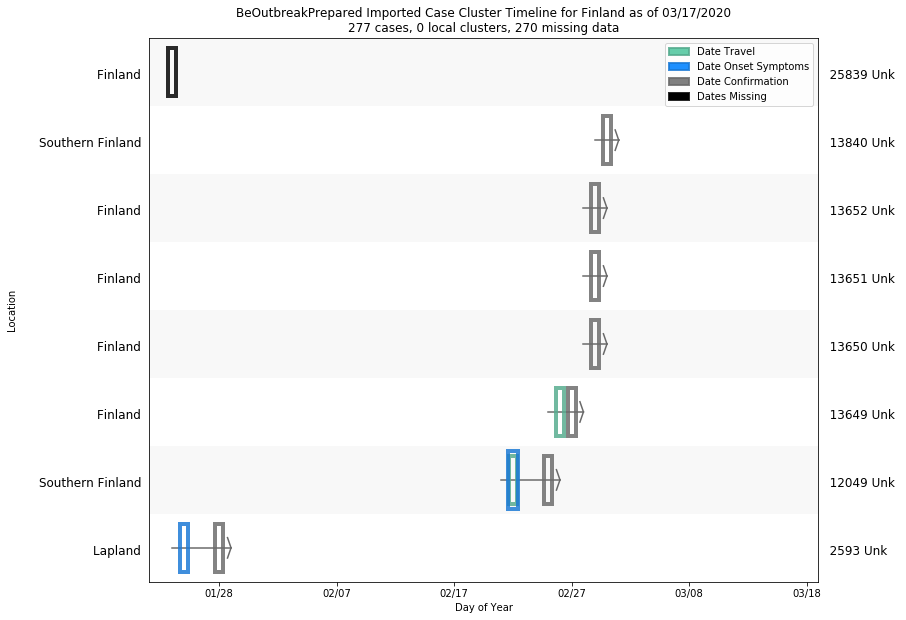 BeOutbreakPrepared Imported Case Cluster Timeline for Finland as of 03/17/2020
277 cases, 0 local clusters, 270 missing data
Date Travel
Date Onset Symptoms
Date Confirmation
Dates Missing
Finland 25839 Unk
Southern Finland 13840 Unk
Finland 13652 Unk
Finland 13651 Unk
Finland 13650 Unk
Finland 13649 Unk
Southern Finland 12049 Unk
Lapland 2593 Unk
Location
01/28 02/07 02/17 02/27 03/08 03/18
Day of Year